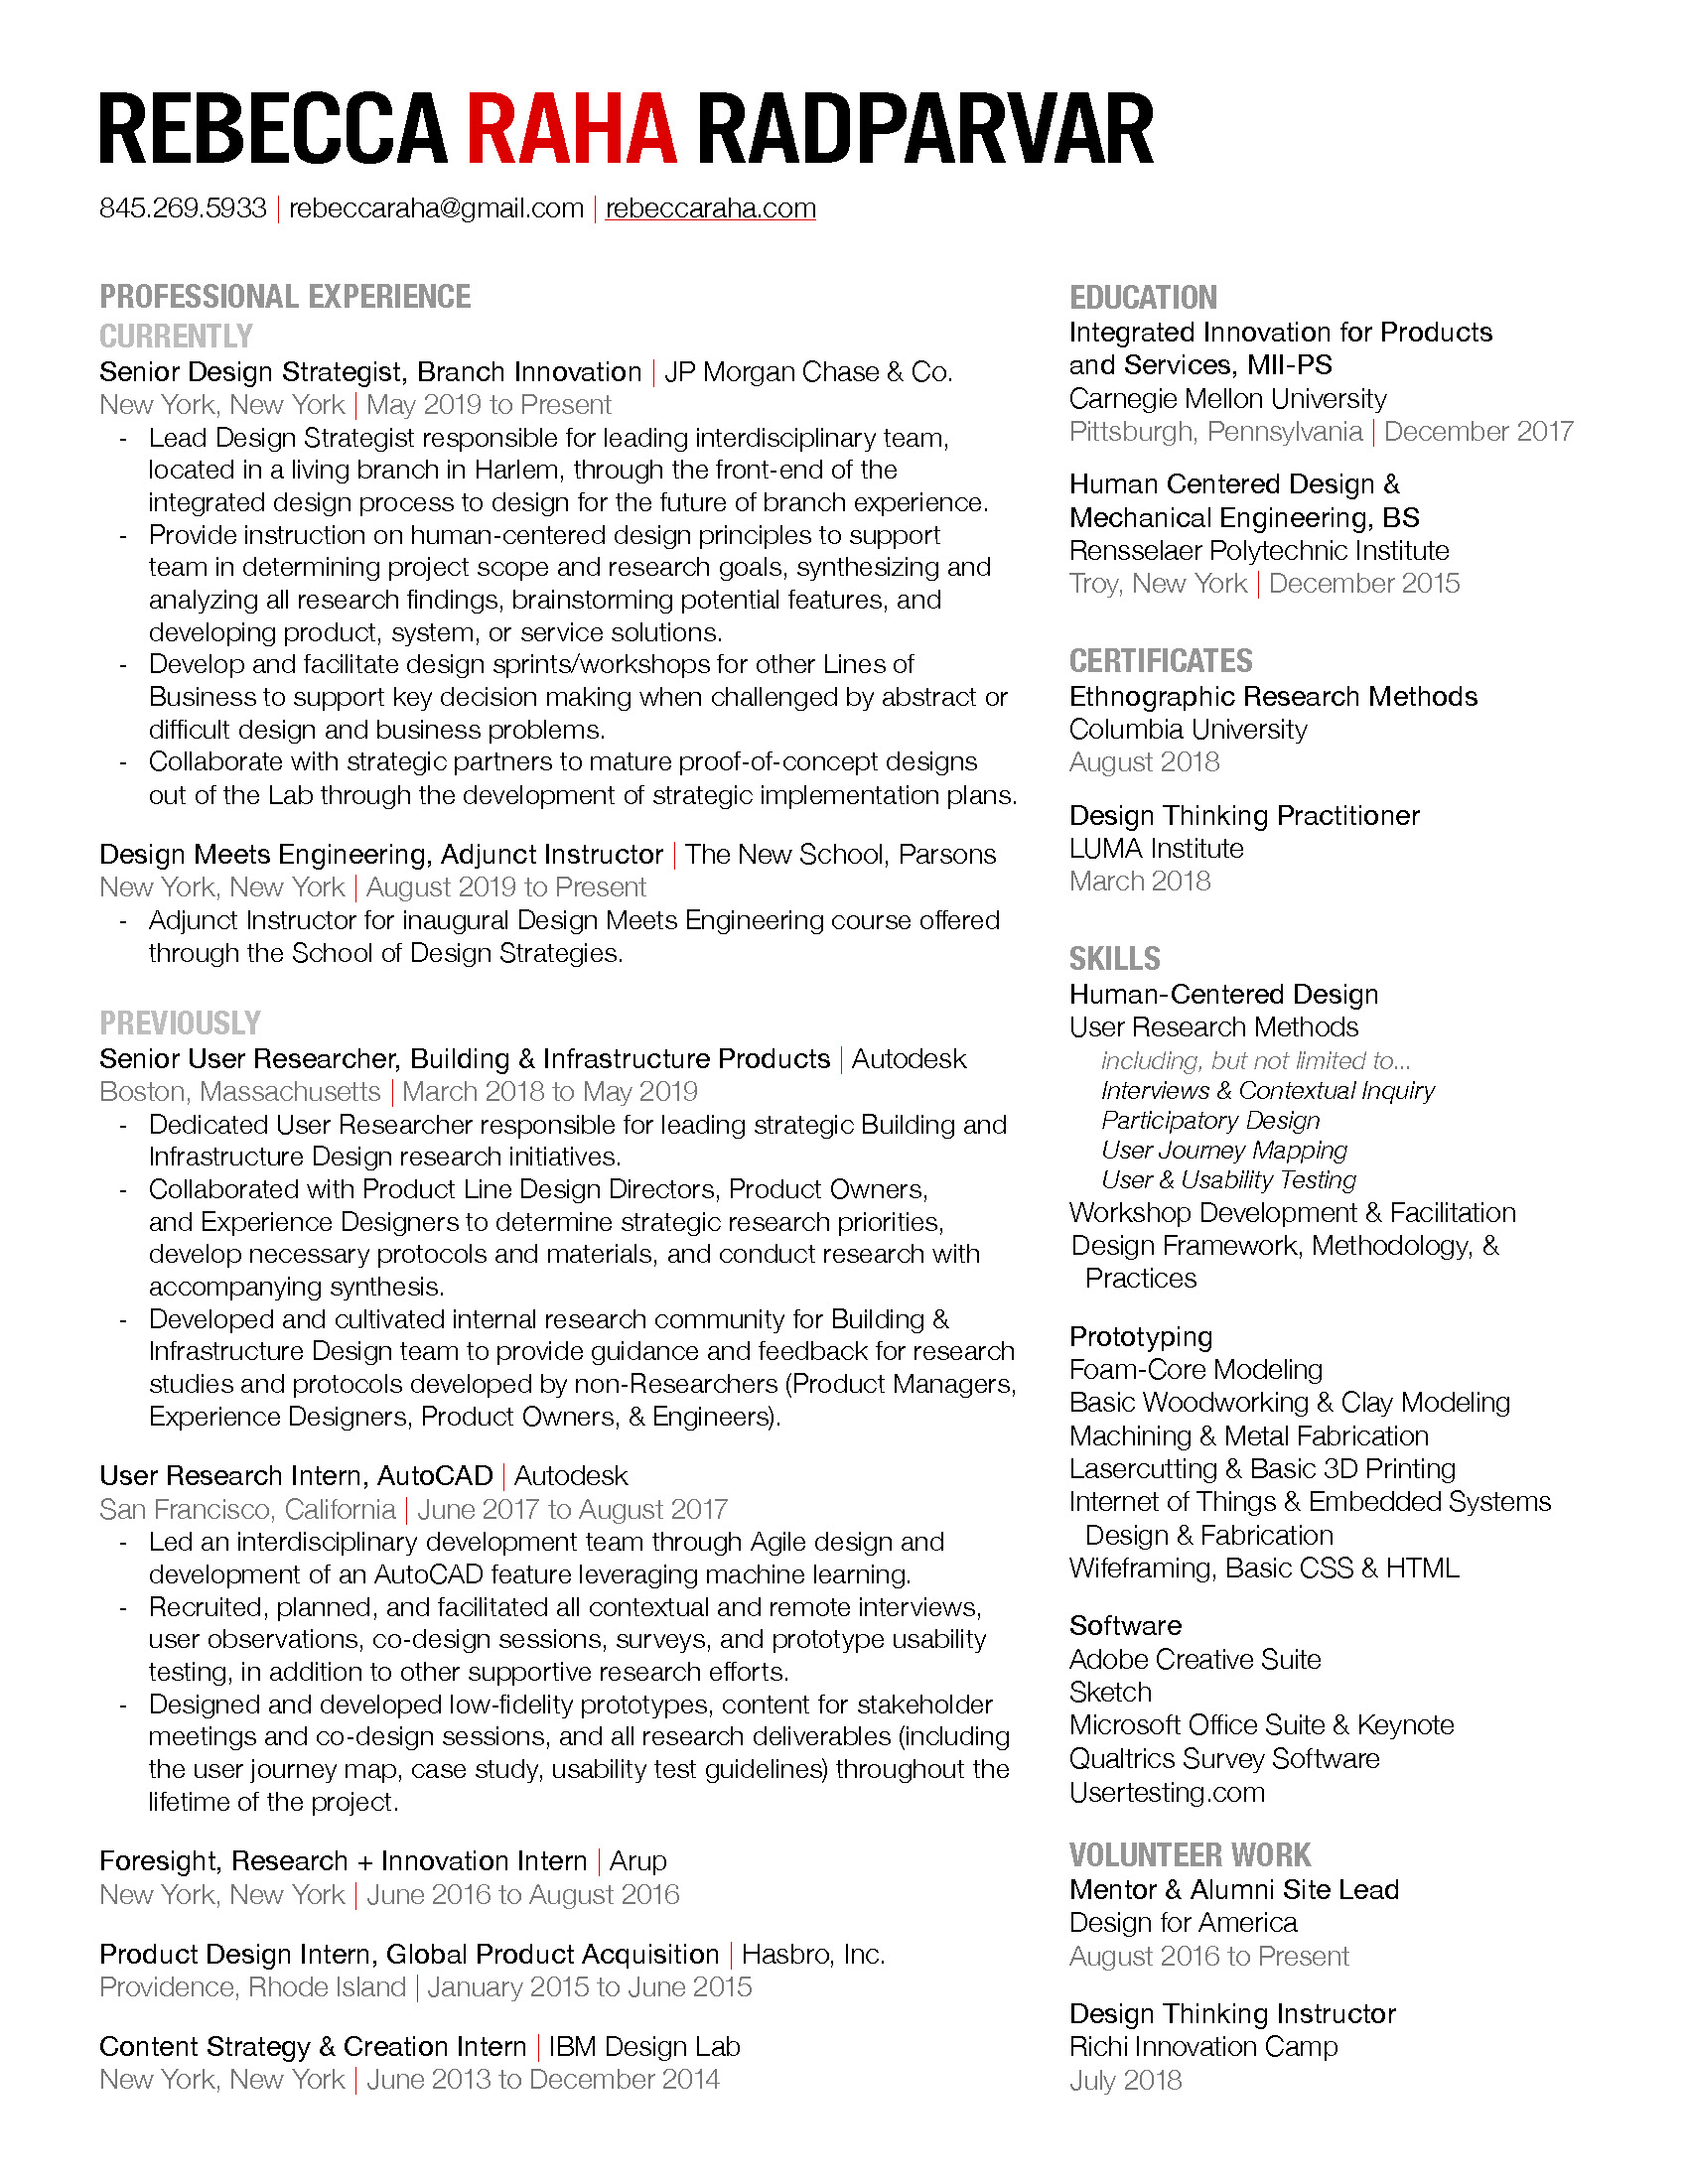 REBECCA RAHA RADPARVAR
845.269.5933 | rebeccaraha@gmail.com | rebeccaraha.com
PROFESSIONAL EXPERIENCE
CURRENTLY
Senior Design Strategist, Branch Innovation | JP Morgan Chase & Co.
New York, New York | May 2019 to Present
- Lead Design Strategist responsible for leading interdisciplinary team,
located in a living branch in Harlem, through the front-end of the
integrated design process to design for the future of branch experience.
- Provide instruction on human-centered design principles to support
team in determining project scope and research goals, synthesizing and
analyzing all research findings, brainstorming potential features, and
developing product, system, or service solutions.
- Develop and facilitate design sprints/workshops for other Lines of
Business to support key decision making when challenged by abstract or
difficult design and business problems.
- Collaborate with strategic partners to mature proof-of-concept designs
out of the Lab through the development of strategic implementation plans.
Design Meets Engineering, Adjunct Instructor | The New School, Parsons
New York, New York | August 2019 to Present
- Adjunct Instructor for inaugural Design Meets Engineering course offered
through the School of Design Strategies.
PREVIOUSLY
Senior User Researcher, Building & Infrastructure Products | Autodesk
Boston, Massachusetts | March 2018 to May 2019
- Dedicated User Researcher responsible for leading strategic Building and
Infrastructure Design research initiatives.
- Collaborated with Product Line Design Directors, Product Owners,
and Experience Designers to determine strategic research priorities,
develop necessary protocols and materials, and conduct research with
accompanying synthesis.
- Developed and cultivated internal research community for Building &
Infrastructure Design team to provide guidance and feedback for research
studies and protocols developed by non-Researchers (Product Managers,
Experience Designers, Product Owners, & Engineers).
User Research Intern, AutoCAD | Autodesk
San Francisco, California | June 2017 to August 2017
- Led an interdisciplinary development team through Agile design and
development of an AutoCAD feature leveraging machine learning.
- Recruited, planned, and facilitated all contextual and remote interviews,
user observations, co-design sessions, surveys, and prototype usability
testing, in addition to other supportive research efforts.
- Designed and developed low-fidelity prototypes, content for stakeholder
meetings and co-design sessions, and all research deliverables (including
the user journey map, case study, usability test guidelines) throughout the
lifetime of the project.
Foresight, Research + Innovation Intern | Arup
New York, New York | June 2016 to August 2016
Product Design Intern, Global Product Acquisition | Hasbro, Inc.
Providence, Rhode Island | January 2015 to June 2015
Content Strategy & Creation Intern | IBM Design Lab
New York, New York | June 2013 to December 2014
EDUCATION
Integrated Innovation for Products
and Services, MII-PS
Carnegie Mellon University
Pittsburgh, Pennsylvania | December 2017
Human Centered Design &
Mechanical Engineering, BS
Rensselaer Polytechnic Institute
Troy, New York | December 2015
CERTIFICATES
Ethnographic Research Methods
Columbia University
August 2018
Design Thinking Practitioner
LUMA Institute
March 2018
SKILLS
Human-Centered Design
User Research Methods
including, but not limited to...
Interviews & Contextual Inquiry
Participatory Design
User Journey Mapping
User & Usability Testing
Workshop Development & Facilitation
Design Framework, Methodology, &
Practices
Prototyping
Foam-Core Modeling
Basic Woodworking & Clay Modeling
Machining & Metal Fabrication
Lasercutting & Basic 3D Printing
Internet of Things & Embedded Systems
Design & Fabrication
Wifeframing, Basic CSS & HTML
Software
Adobe Creative Suite
Sketch
Microsoft Office Suite & Keynote
Qualtrics Survey Software
Usertesting.com
VOLUNTEER WORK
Mentor & Alumni Site Lead
Design for America
August 2016 to Present
Design Thinking Instructor
Richi Innovation Camp
July 2018